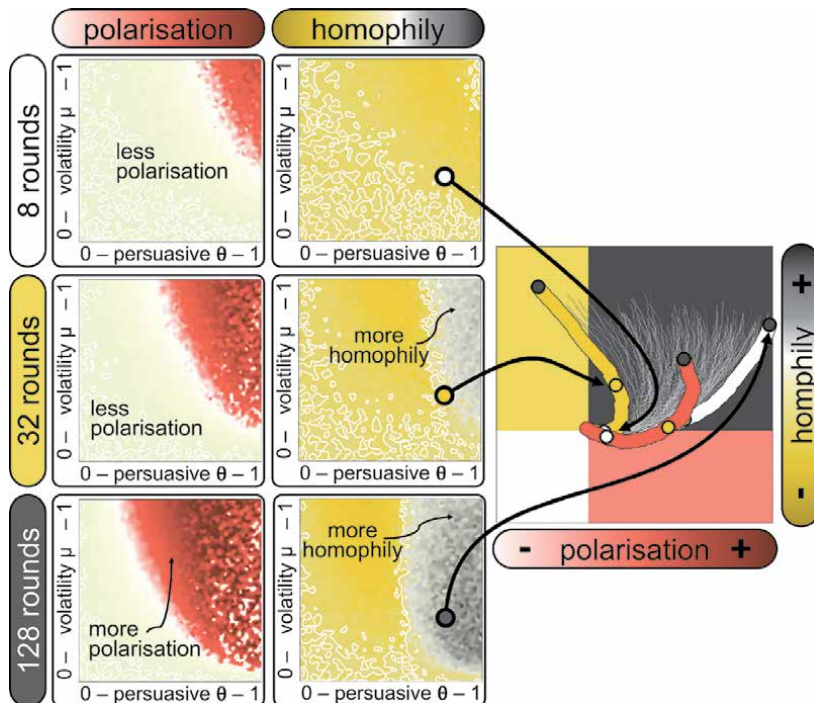 polarisation
homophily
8 rounds
0 – volatility μ – 1
less
polarisation
0 – persuasive θ – 1
0 – volatility μ – 1
0 – persuasive θ – 1
32 rounds
0 – volatility μ – 1
less
polarisation
0 – persuasive θ – 1
0 – volatility μ – 1
more
homophily
0 – persuasive θ – 1
128 rounds
0 – volatility μ – 1
more
polarisation
0 – persuasive θ – 1
0 – volatility μ – 1
more
homophily
0 – persuasive θ – 1
- homphily +
- polarisation +